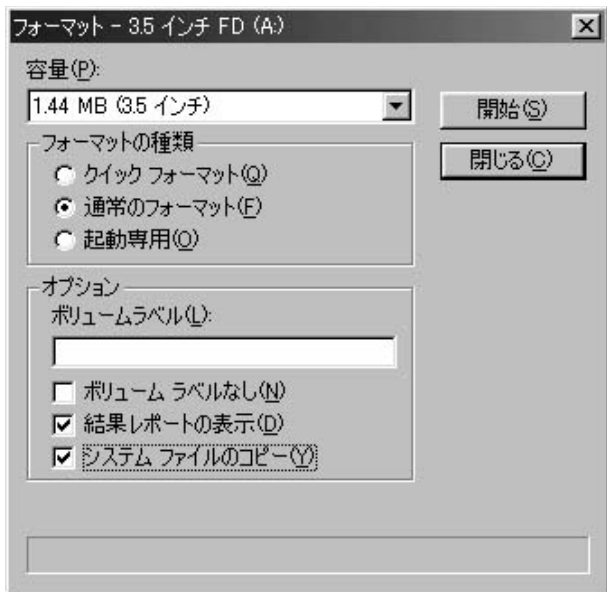 フォーマット - 3.5 インチ FD (A:)
容量(P):
1.44 MB (3.5 インチ)
開始(S)
閉じる(C)
フォーマットの種類
クイック フォーマット(Q)
通常のフォーマット(F)
起動専用(O)
オプション
ボリュームラベル(L):
ボリューム ラベルなし(N)
結果レポートの表示(D)
システム ファイルのコピー(Y)